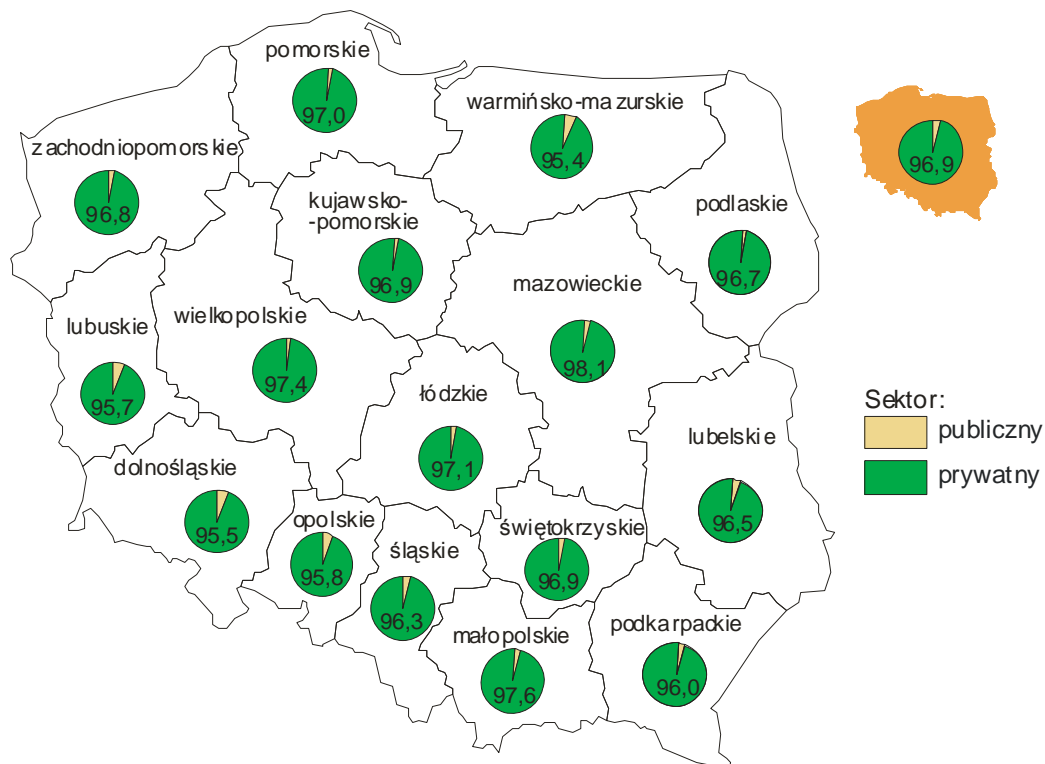 pomorskie
97,0
warmińsko-mazurskie
95,4
96,9
zachodniopomorskie
96,8
kujawsko-
-pomorskie
96,9
podlaskie
96,7
mazowieckie
98,1
lubuskie
95,7
wielkopolskie
97,4
łódzkie
97,1
Sektor:
publiczny
prywatny
lubelskie
96,5
dolnośląskie
95,5
opolskie
95,8
śląskie
96,3
świętokrzyskie
96,9
małopolskie
97,6
podkarpackie
96,0